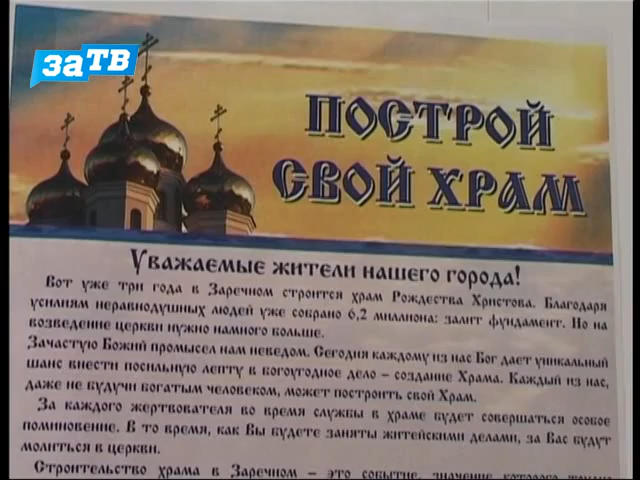 за ТВ
ПОСТРОЙ
СВОЙ ХРАМ
Уважаемые жители нашего города!
Вот уже три года в Заречном строится храм Рождества Христова. Благодаря
усилиям неравнодушных людей уже собрано 6,2 миллиона: залит фундамент. Но на
возведение церкви нужно намного больше.
Зачастую Божий промысел нам неведом. Сегодня каждому из нас Бог дает уникальный
шанс внести посильную лепту в богоугодное дело – создание Храма. Каждый из нас,
даже не будучи богатым человеком, может построить свой Храм.
За каждого жертвователя во время службы в храме будет совершаться особое
поминовение. В то время, как Вы будете заняты житейскими делами, за Вас будут
молиться в церкви.
Строительство храма в Заречном – это событие, значение которого